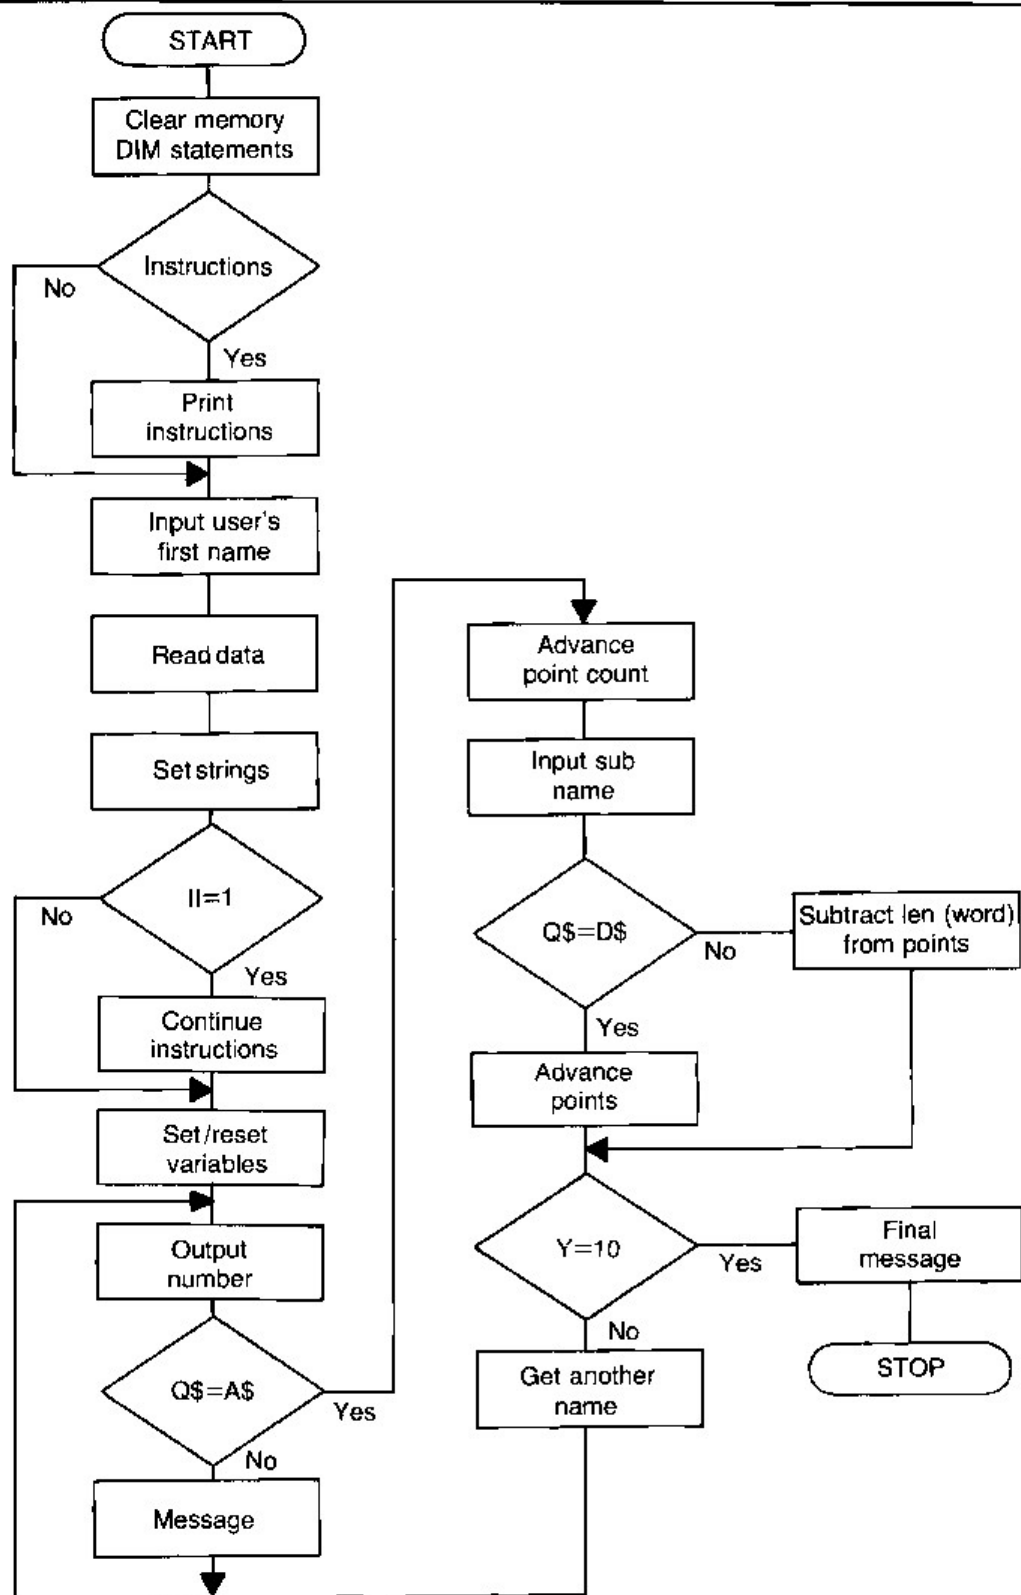 START
Clear memory
DIM statements
Instructions
No
Yes
Print
instructions
Input user's
first name
Read data
Set strings
II=1
No
Yes
Continue
instructions
Set/reset
variables
Output
number
Q$=A$
Yes
No
Message
Advance
point count
Input sub
name
Q$=D$
No
Subtract len (word)
from points
Yes
Advance
points
Y=10
Yes
Final
message
STOP
No
Get another
name